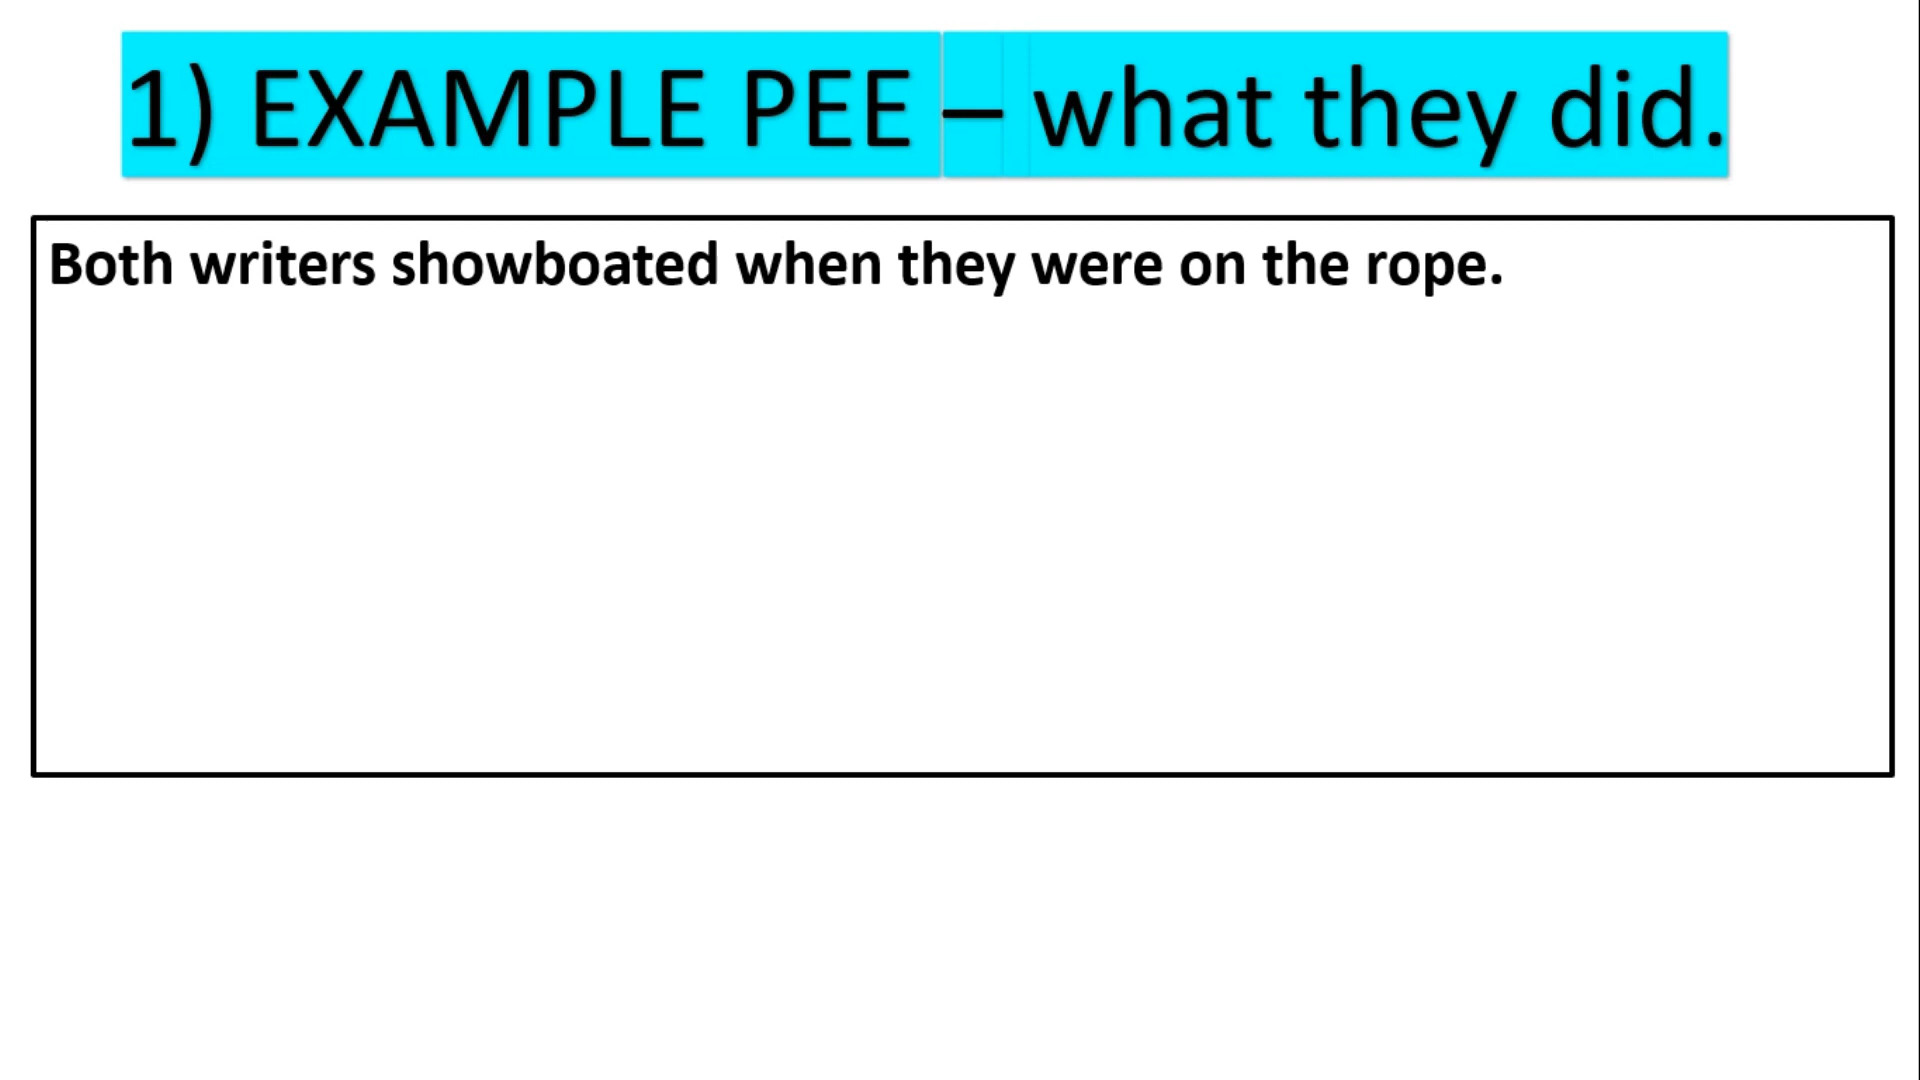 1) EXAMPLE PEE – what they did.
Both writers showboated when they were on the rope.